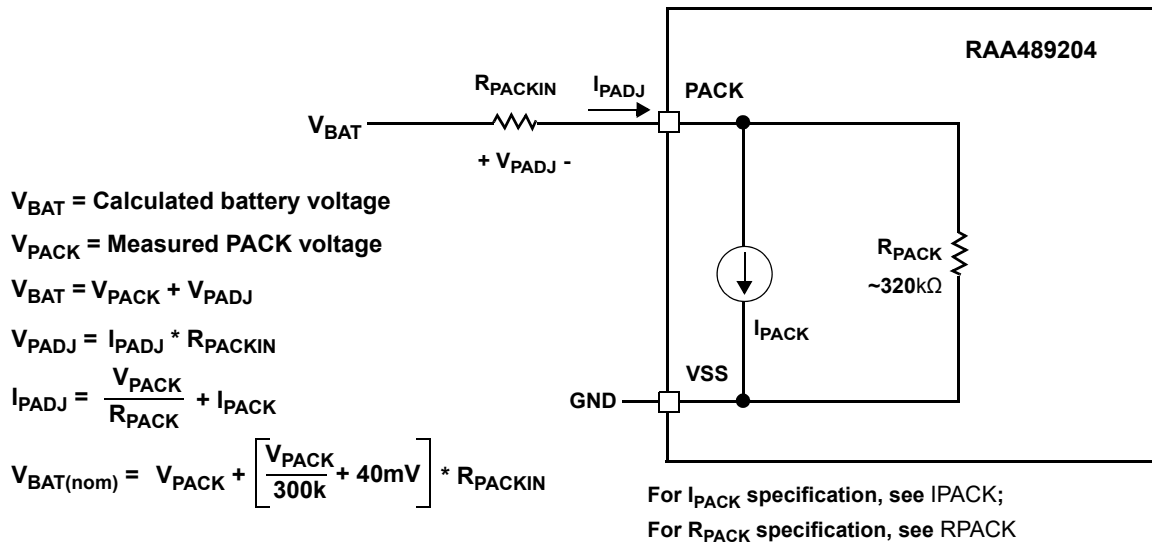 RAA489204
R_PACKIN
I_PADJ
PACK
V_BAT
+ V_PADJ -
V_BAT = Calculated battery voltage
V_PACK = Measured PACK voltage
V_BAT = V_PACK + V_PADJ
V_PADJ = I_PADJ * R_PACKIN
I_PADJ = V_PACK / R_PACK + I_PACK
V_BAT(nom) = V_PACK + [V_PACK / 300k + 40mV] * R_PACKIN
R_PACK
~320kΩ
I_PACK
VSS
GND
For I_PACK specification, see IPACK;
For R_PACK specification, see RPACK